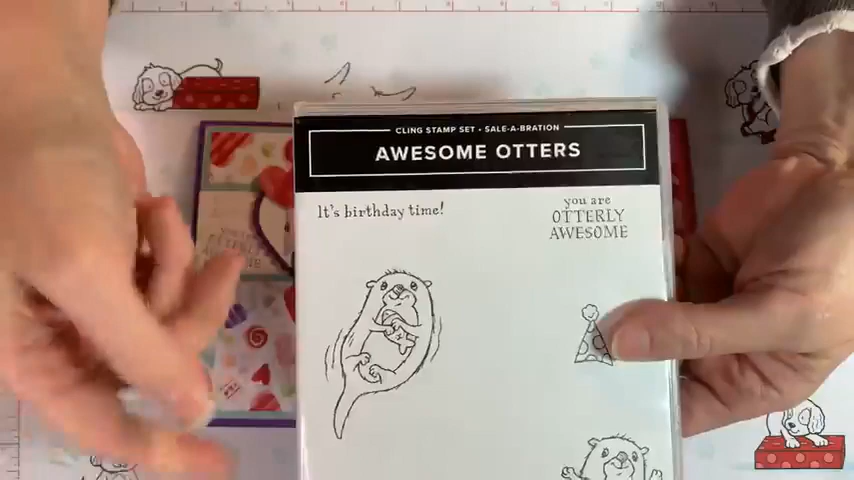 CLING STAMP SET • SALE-A-BRATION
AWESOME OTTERS
It's birthday time!
you are
OTTERLY
AWESOME